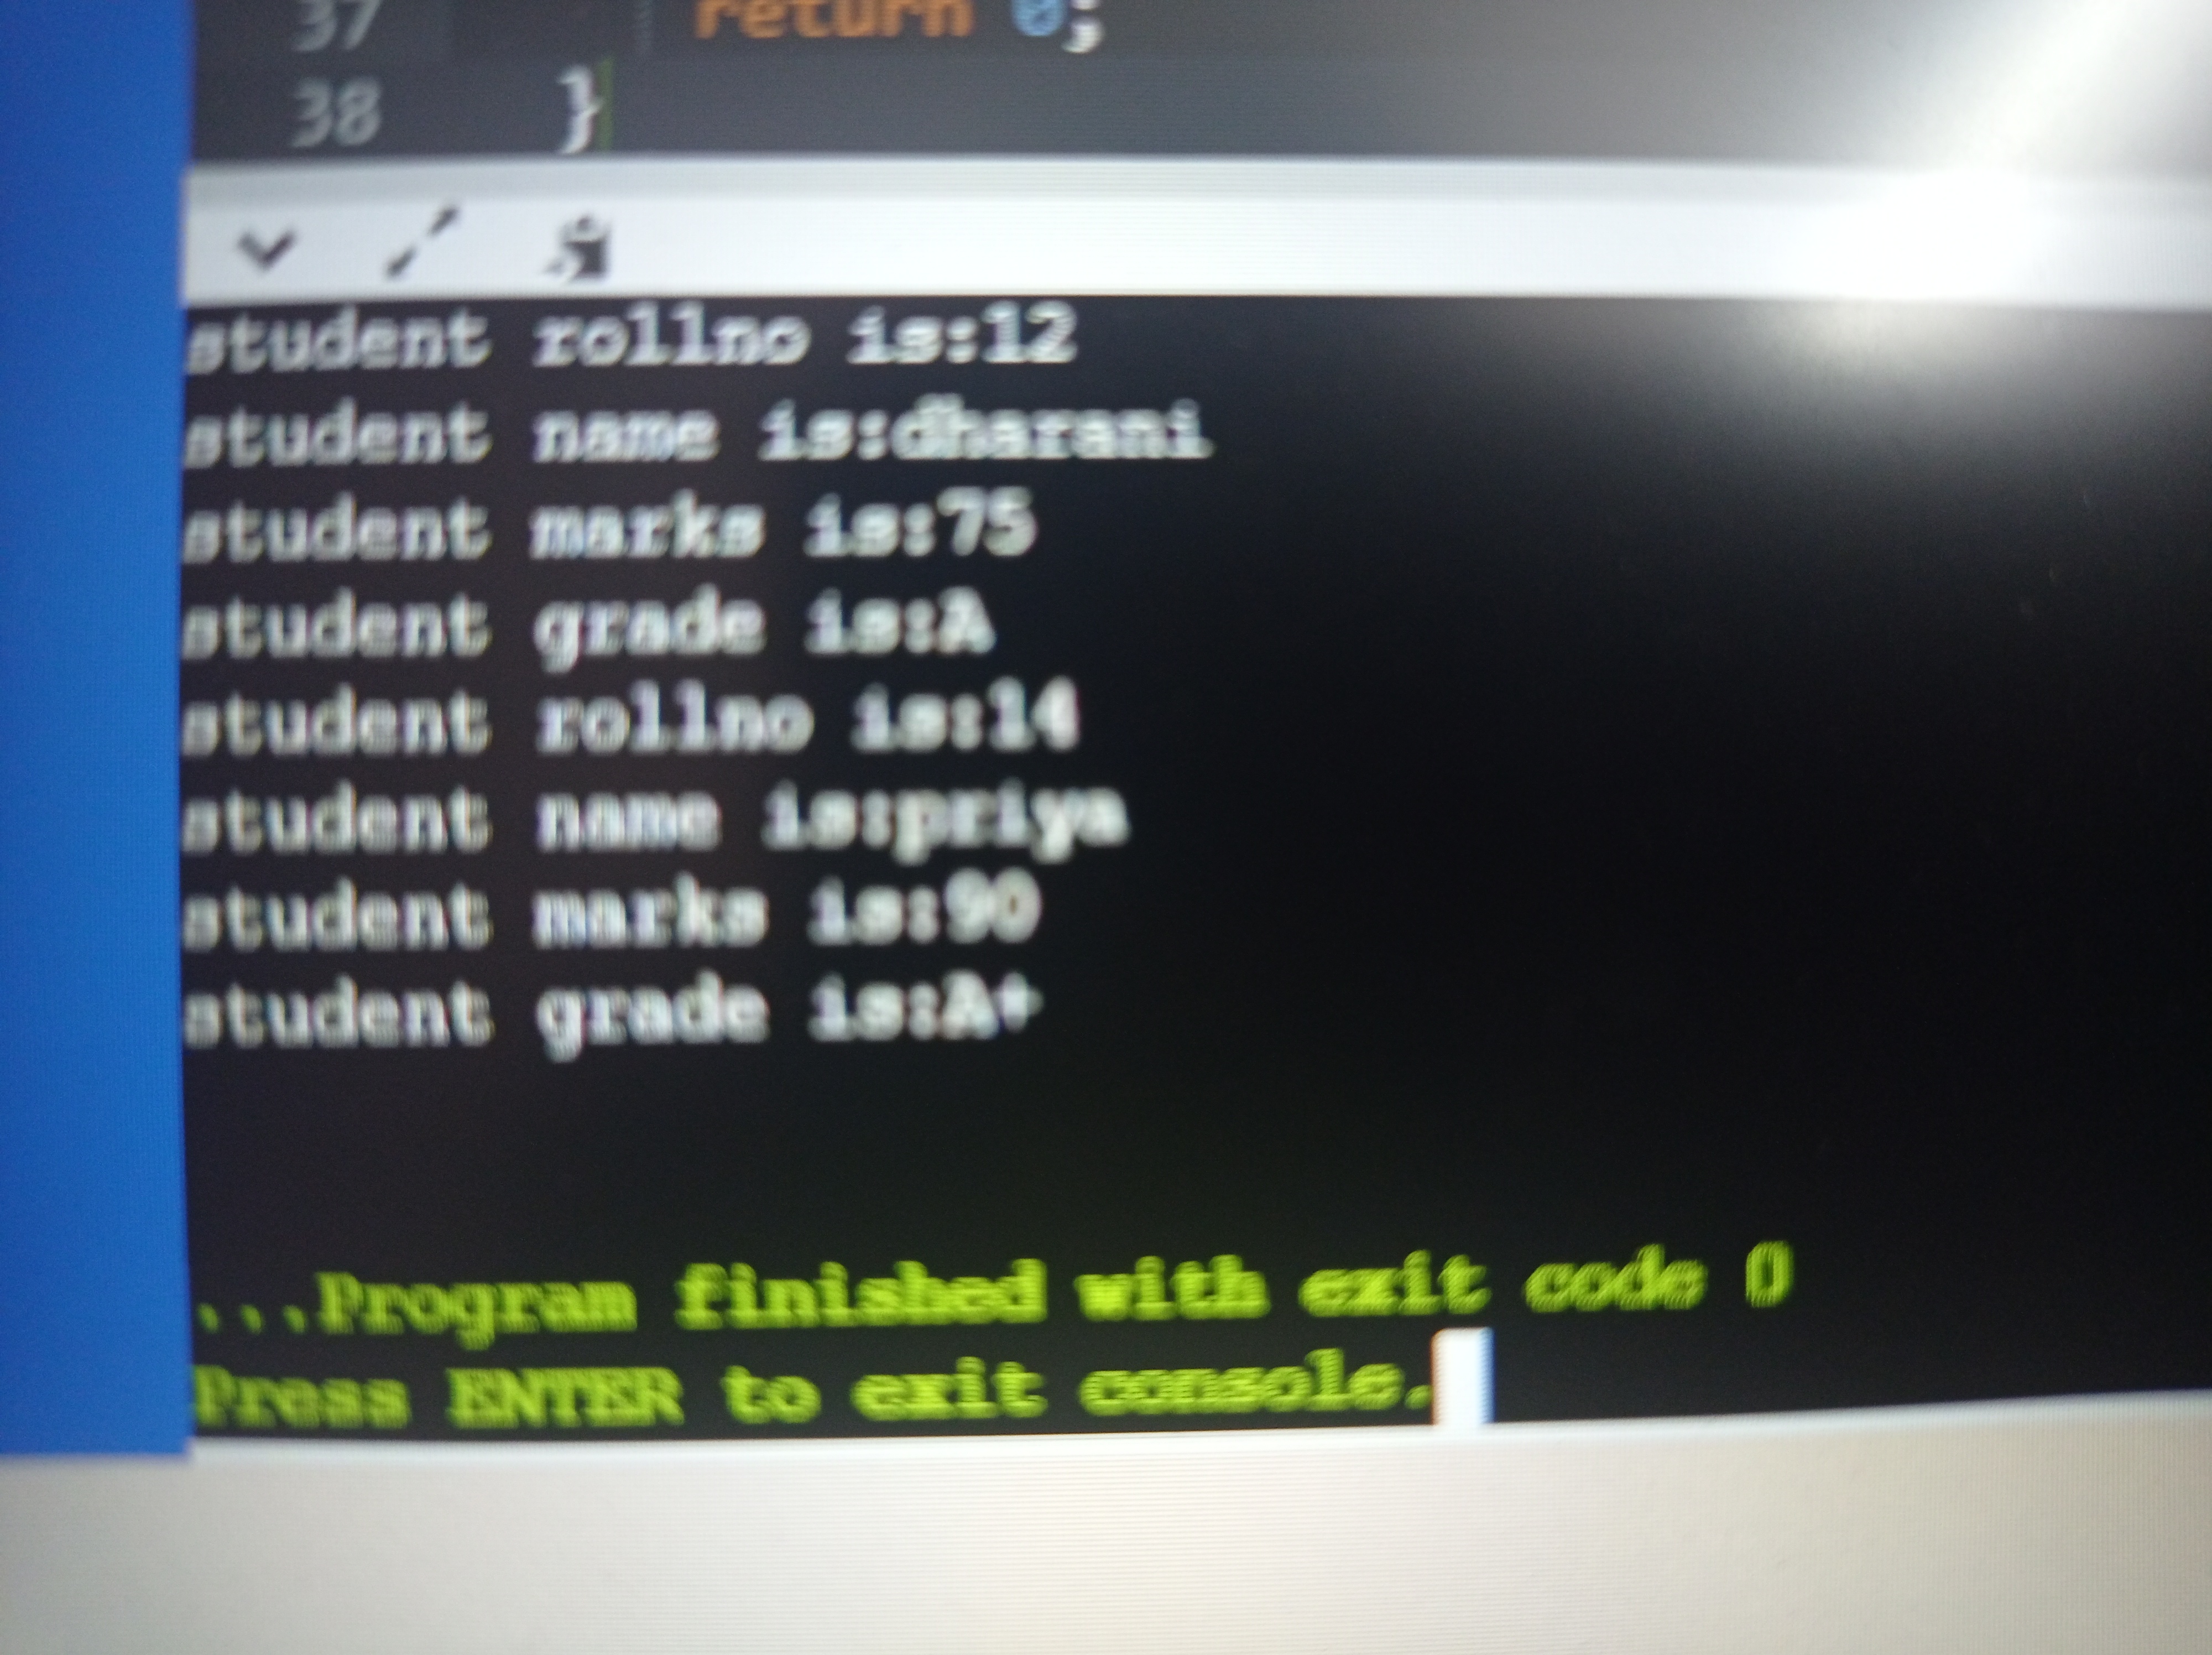 37 return 0;
38 }
student rollno is:12
student name is:dharani
student marks is:75
student grade is:A
student rollno is:14
student name is:priya
student marks is:90
student grade is:A+
...Program finished with exit code 0
Press ENTER to exit console.